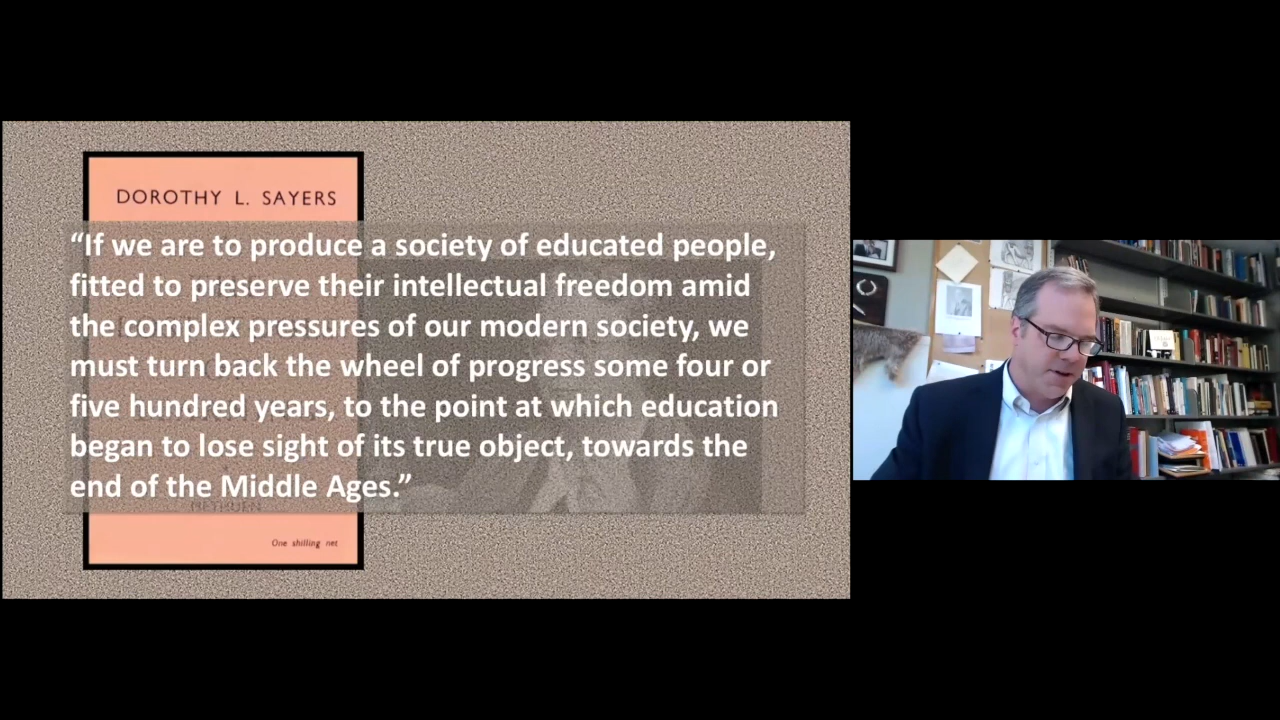 DOROTHY L. SAYERS
“If we are to produce a society of educated people,
fitted to preserve their intellectual freedom amid
the complex pressures of our modern society, we
must turn back the wheel of progress some four or
five hundred years, to the point at which education
began to lose sight of its true object, towards the
end of the Middle Ages.”
METHUEN
One shilling net